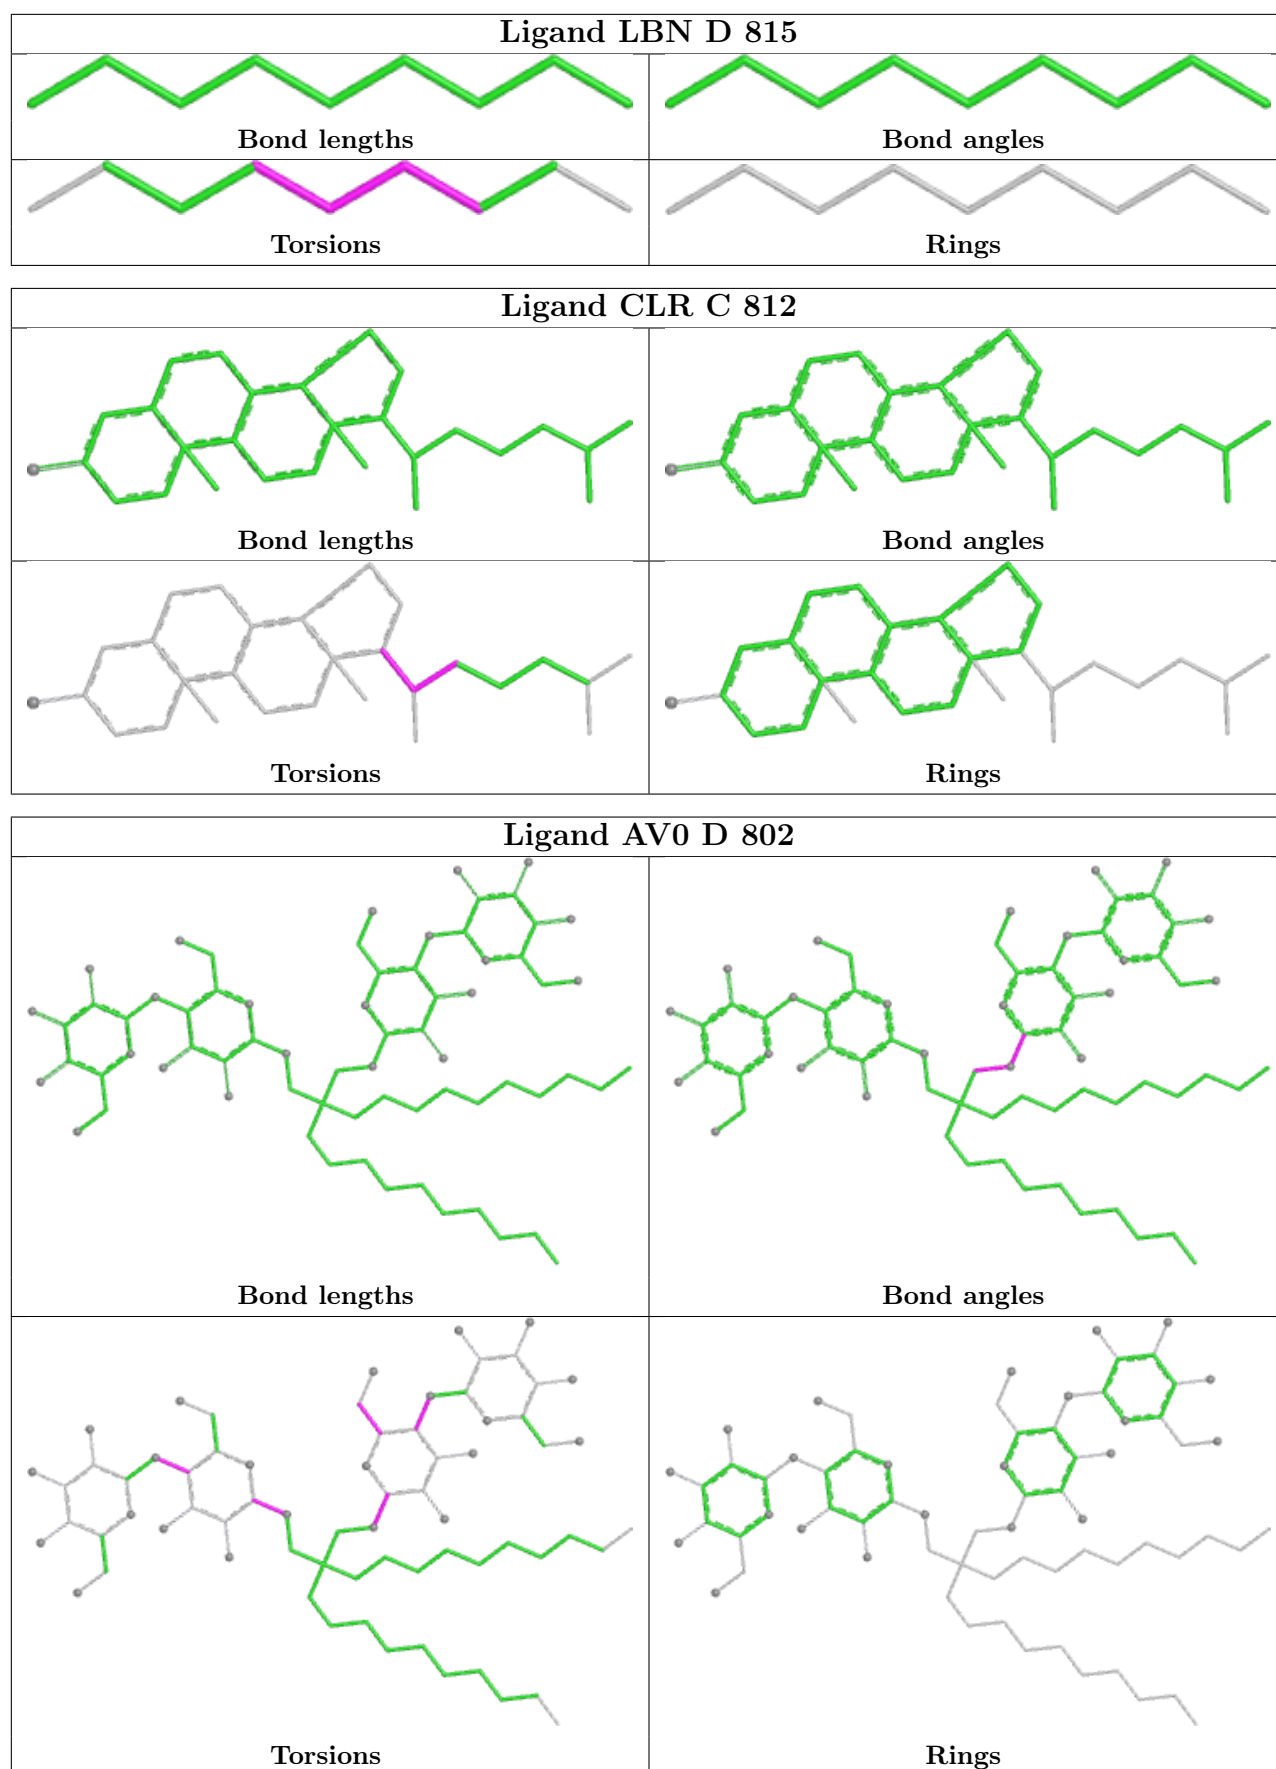 Ligand LBN D 815
Bond lengths
Bond angles
Torsions
Rings
Ligand CLR C 812
Bond lengths
Bond angles
Torsions
Rings
Ligand AV0 D 802
Bond lengths
Bond angles
Torsions
Rings